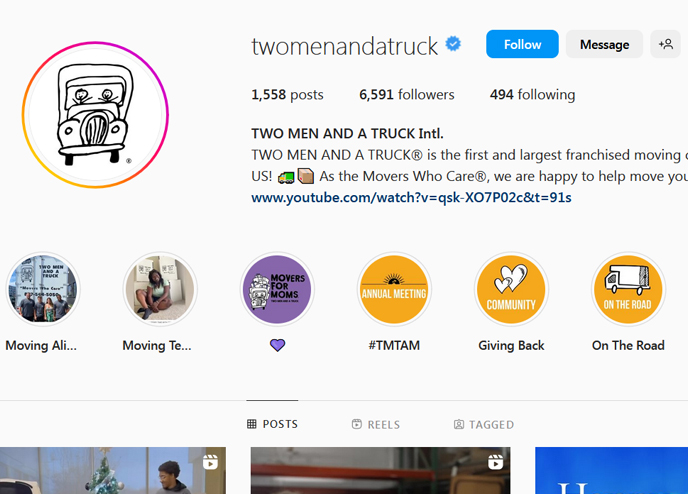 twomenandatruck
Follow
Message
1,558 posts
6,591 followers
494 following
®
TWO MEN AND A TRUCK Intl.
TWO MEN AND A TRUCK® is the first and largest franchised moving
US! 🚛📦 As the Movers Who Care®, we are happy to help move you
www.youtube.com/watch?v=qsk-XO7P02c&t=91s
TWO MEN
AND A
TRUCK
"Movers Who Care"
MOVERS
FOR
MOMS
TWO MEN AND A TRUCK
ANNUAL MEETING
COMMUNITY
ON THE ROAD
Moving Ali...
Moving Te...
💜
#TMTAM
Giving Back
On The Road
POSTS
REELS
TAGGED